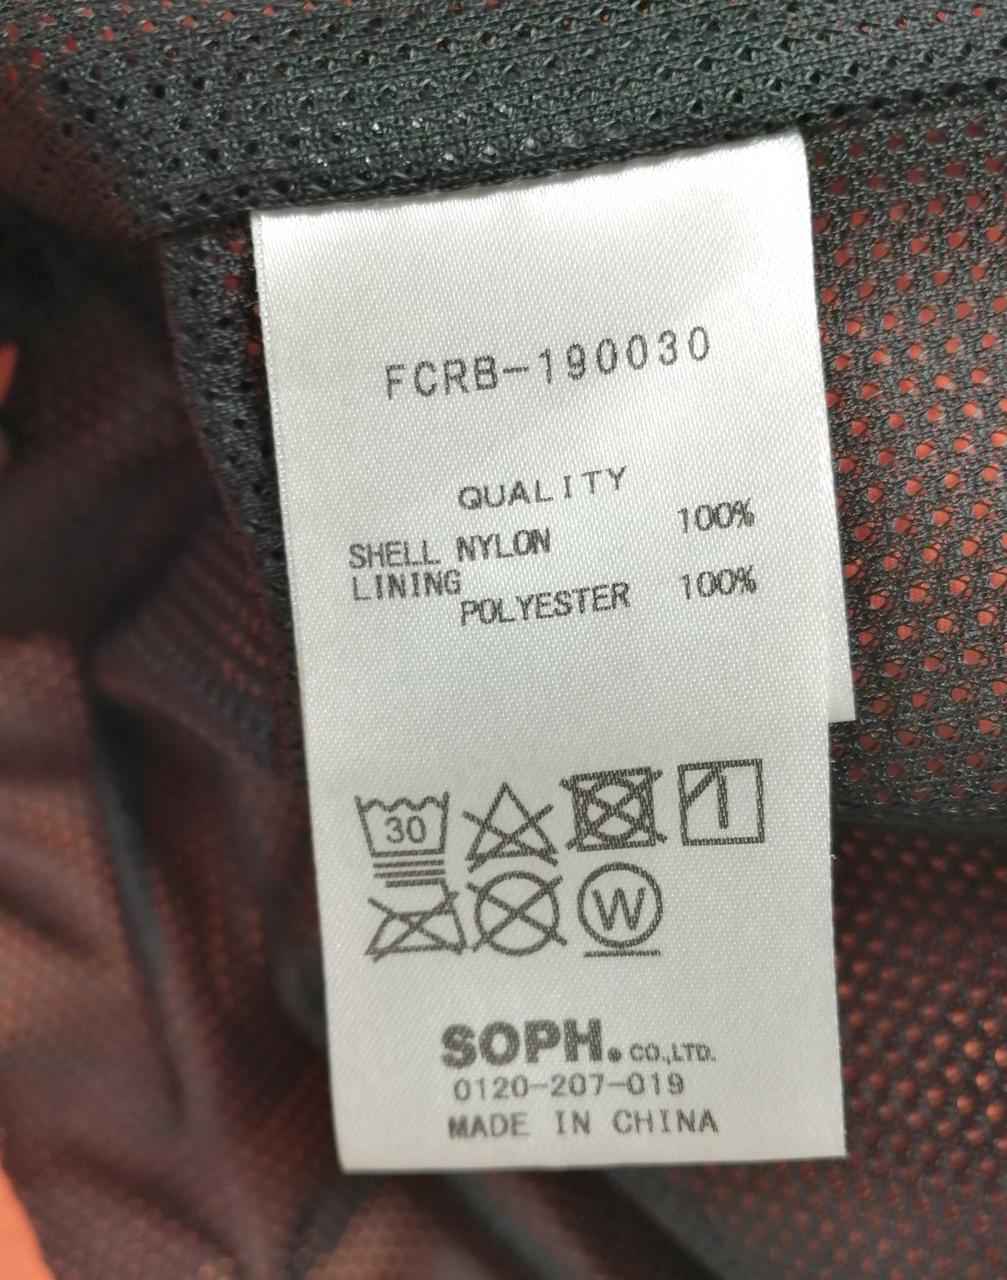 FCRB-190030
QUALITY
SHELL NYLON 100%
LINING
POLYESTER 100%
30
W
SOPH. CO.,LTD.
0120-207-019
MADE IN CHINA